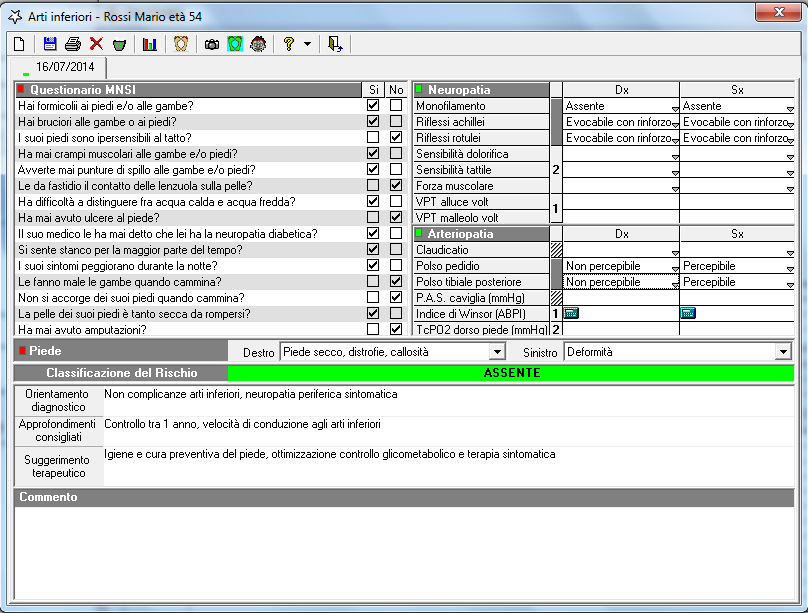 Arti inferiori - Rossi Mario età 54
16/07/2014
Questionario MNSI Si No
Hai formicolii ai piedi e/o alle gambe?
Hai bruciori alle gambe o ai piedi?
I suoi piedi sono ipersensibili al tatto?
Ha mai crampi muscolari alle gambe e/o piedi?
Avverte mai punture di spillo alle gambe e/o piedi?
Le da fastidio il contatto delle lenzuola sulla pelle?
Ha difficoltà a distinguere fra acqua calda e acqua fredda?
Ha mai avuto ulcere al piede?
Il suo medico le ha mai detto che lei ha la neuropatia diabetica?
Si sente stanco per la maggior parte del tempo?
I suoi sintomi peggiorano durante la notte?
Le fanno male le gambe quando cammina?
Non si accorge dei suoi piedi quando cammina?
La pelle dei suoi piedi è tanto secca da rompersi?
Ha mai avuto amputazioni?
Neuropatia Dx Sx
Monofilamento Assente Assente
Riflessi achillei Evocabile con rinforzo Evocabile con rinforzo
Riflessi rotulei Evocabile con rinforzo Evocabile con rinforzo
Sensibilità dolorifica
Sensibilità tattile 2
Forza muscolare
VPT alluce volt 1
VPT malleolo volt
Arteriopatia Dx Sx
Claudicatio
Polso pedidio Non percepibile Percepibile
Polso tibiale posteriore Non percepibile Percepibile
P.A.S. caviglia (mmHg)
Indice di Winsor (ABPI) 1
TcPO2 dorso piede (mmHg) 2
Piede Destro Piede secco, distrofie, callosità Sinistro Deformità
Classificazione del Rischio ASSENTE
Orientamento diagnostico Non complicanze arti inferiori, neuropatia periferica sintomatica
Approfondimenti consigliati Controllo tra 1 anno, velocità di conduzione agli arti inferiori
Suggerimento terapeutico Igiene e cura preventiva del piede, ottimizzazione controllo glicometabolico e terapia sintomatica
Commento